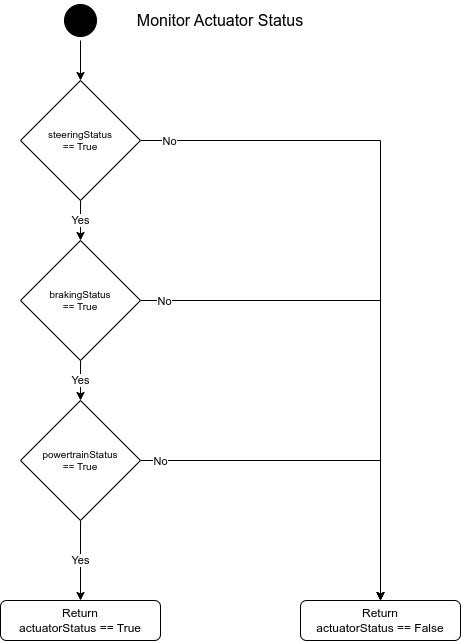 Monitor Actuator Status
steeringStatus
== True
No
Yes
brakingStatus
== True
No
Yes
powertrainStatus
== True
No
Yes
Return
actuatorStatus == True
Return
actuatorStatus == False